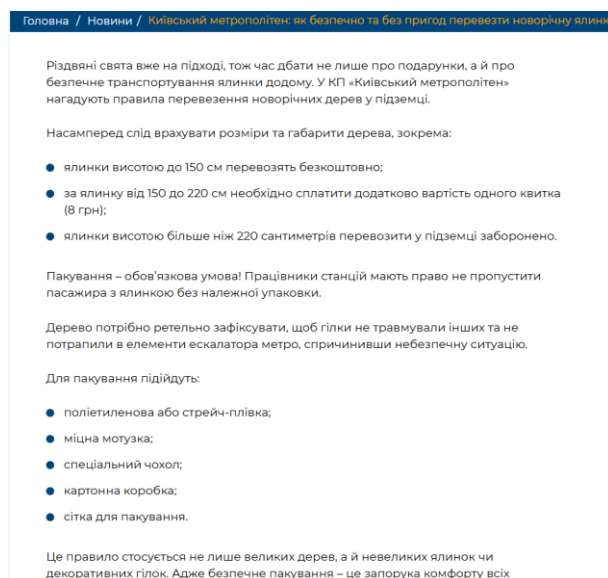 Головна / Новини / Київський метрополітен: як безпечно та без пригод перевезти новорічну ялинк
Різдвяні свята вже на підході, тож час дбати не лише про подарунки, а й про
безпечне транспортування ялинки додому. У КП «Київський метрополітен»
нагадують правила перевезення новорічних дерев у підземці.
Насамперед слід врахувати розміри та габарити дерева, зокрема:
ялинки висотою до 150 см перевозять безкоштовно;
за ялинку від 150 до 220 см необхідно сплатити додатково вартість одного квитка
(8 грн);
ялинки висотою більше ніж 220 сантиметрів перевозити у підземці заборонено.
Пакування – обов’язкова умова! Працівники станцій мають право не пропустити
пасажира з ялинкою без належної упаковки.
Дерево потрібно ретельно зафіксувати, щоб гілки не травмували інших та не
потрапили в елементи ескалатора метро, спричинивши небезпечну ситуацію.
Для пакування підійдуть:
поліетиленова або стрейч-плівка;
міцна мотузка;
спеціальний чохол;
картонна коробка;
сітка для пакування.
Це правило стосується не лише великих дерев, а й невеликих ялинок чи
декоративних гілок. Адже безпечне пакування – це запорука комфорту всіх